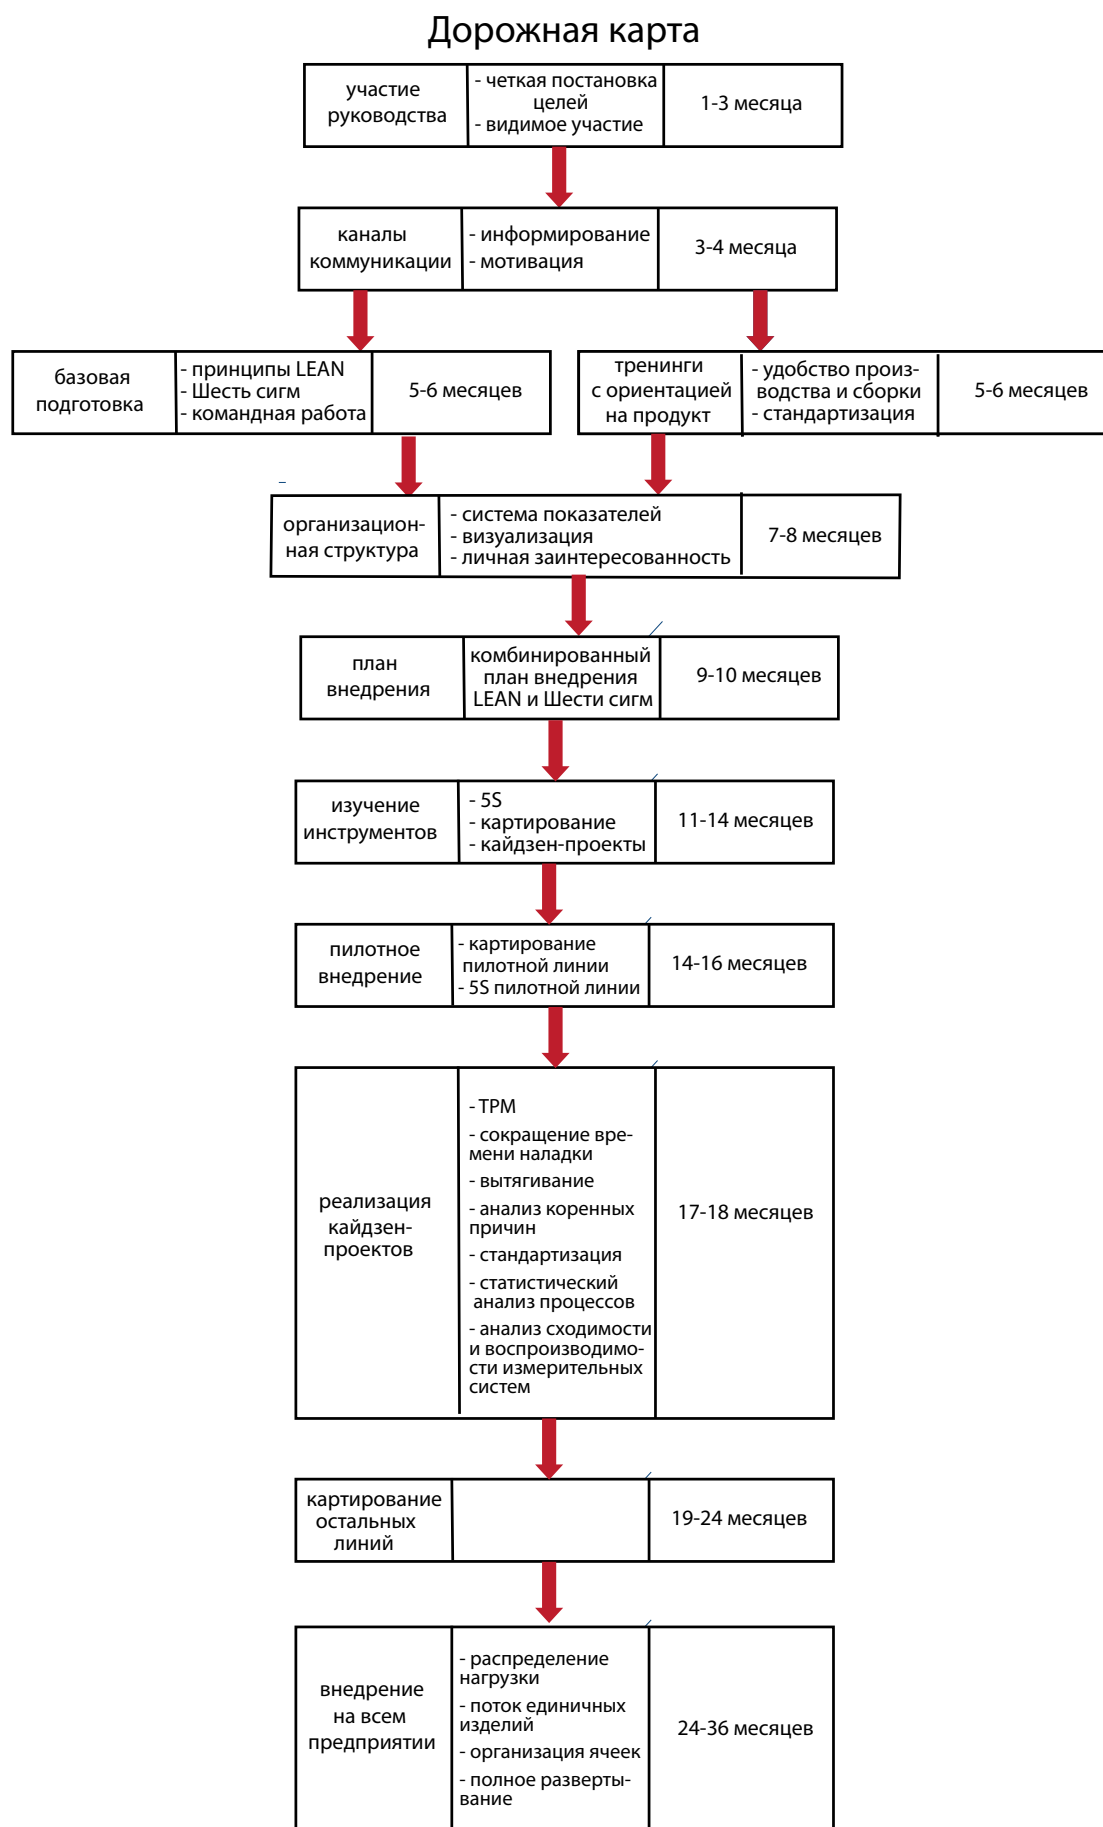 Дорожная карта
участие
руководства
- четкая постановка
целей
- видимое участие
1-3 месяца
каналы
коммуникации
- информирование
- мотивация
3-4 месяца
базовая
подготовка
- принципы LEAN
- Шесть сигм
- командная работа
5-6 месяцев
тренинги
с ориентацией
на продукт
- удобство произ-
водства и сборки
- стандартизация
5-6 месяцев
организацион-
ная структура
- система показателей
- визуализация
- личная заинтересованность
7-8 месяцев
план
внедрения
комбинированный
план внедрения
LEAN и Шести сигм
9-10 месяцев
изучение
инструментов
- 5S
- картирование
- кайдзен-проекты
11-14 месяцев
пилотное
внедрение
- картирование
пилотной линии
- 5S пилотной линии
14-16 месяцев
реализация
кайдзен-
проектов
- TPM
- сокращение вре-
мени наладки
- вытягивание
- анализ коренных
причин
- стандартизация
- статистический
анализ процессов
- анализ сходимости
и воспроизводимо-
сти измерительных
систем
17-18 месяцев
картирование
остальных
линий
19-24 месяцев
внедрение
на всем
предприятии
- распределение
нагрузки
- поток единичных
изделий
- организация ячеек
- полное разверты-
вание
24-36 месяцев